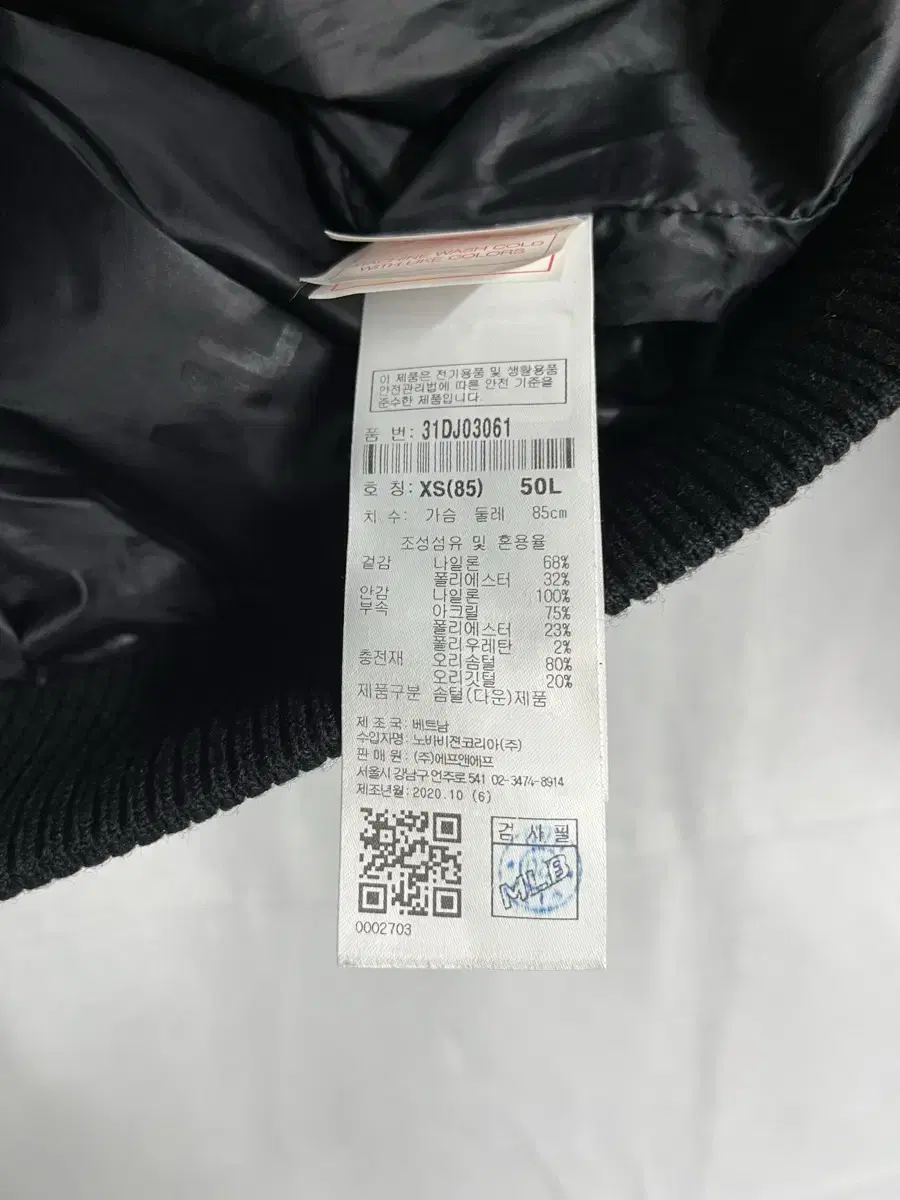 MACHINE WASH COLD
WITH LIKE COLORS
이 제품은 전기용품 및 생활용품
안전관리법에 따른 안전 기준을
준수한 제품입니다.
품 번: 31DJ03061
호 칭: XS(85) 50L
치 수: 가슴 둘레 85cm
조성섬유 및 혼용율
겉감 나일론 68%
폴리에스터 32%
안감 나일론 100%
부속 아크릴 75%
폴리에스터 23%
폴리우레탄 2%
충전재 오리솜털 80%
오리깃털 20%
제품구분 솜털(다운)제품
제 조 국: 베트남
수입자명: 노바비젼코리아(주)
판 매 원: (주)에프앤에프
서울시 강남구 언주로 541 02-3474-8914
제조년월: 2020.10 (6)
검 사 필
MLB
0002703